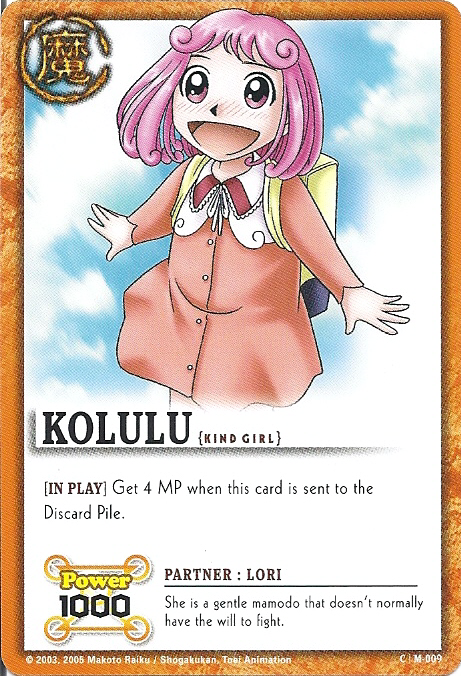 魔
KOLULU {KIND GIRL}
[IN PLAY] Get 4 MP when this card is sent to the
Discard Pile.
Power
1000
PARTNER : LORI
She is a gentle mamodo that doesn't normally
have the will to fight.
© 2003, 2005 Makoto Raiku / Shogakukan, Toei Animation
C | M-009